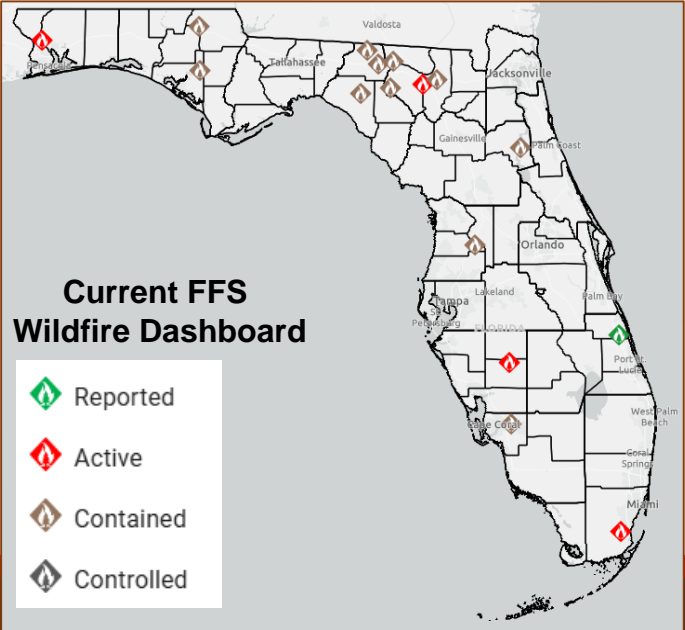 Valdosta
Pensacola
Tallahassee
Jacksonville
Gainesville
Palm Coast
Orlando
Current FFS
Wildfire Dashboard
Lakeland
Palm Bay
Tampa
St.
Petersburg
FLORIDA
Port St.
Lucie
Reported
Active
Contained
Controlled
Cape Coral
West Palm
Beach
Coral
Springs
Miami